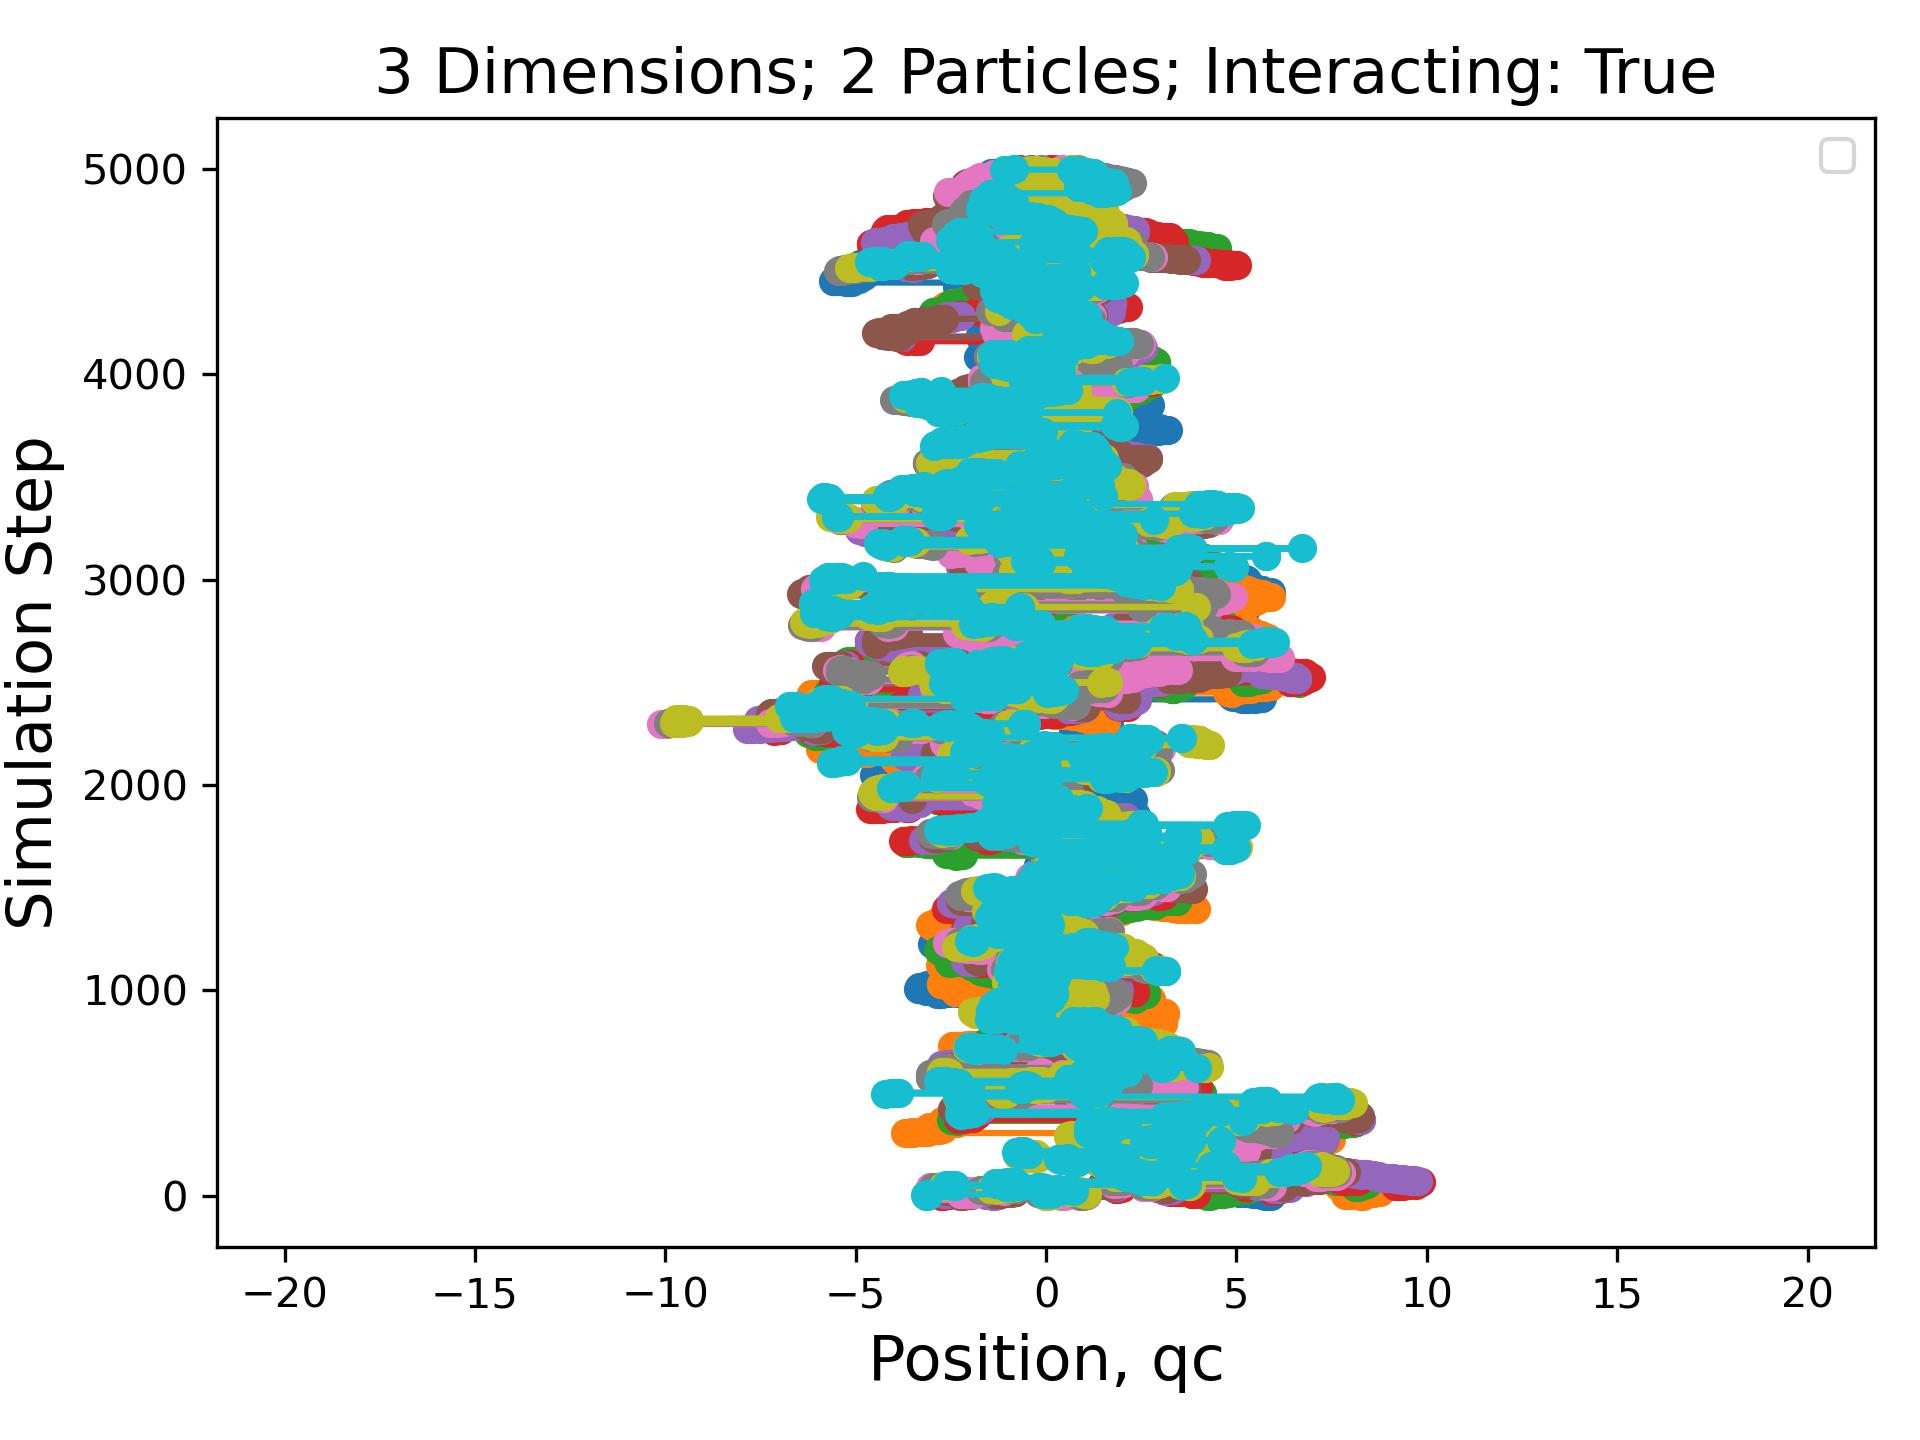 3 Dimensions; 2 Particles; Interacting: True
Simulation Step
5000
4000
3000
2000
1000
0
−20 −15 −10 −5 0 5 10 15 20
Position, qc